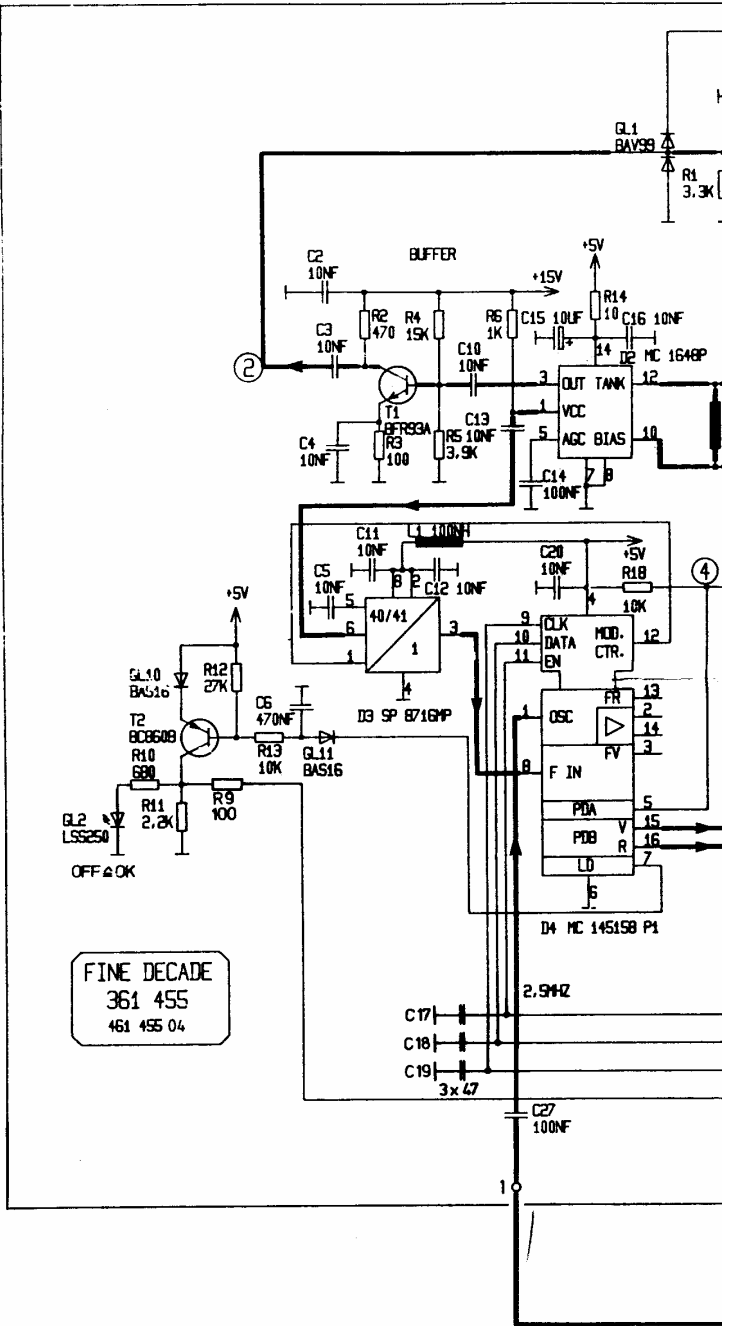 GL1
BAV99
R1
3.3K
C2
10NF
BUFFER
+15V
+5V
C3
10NF
2
R2
470
R4
15K
R6
1K
C15 10UF
+
R14
10
C16 10NF
14
D2 MC 1648P
C10
10NF
T1
BFR93A
C4
10NF
R3
100
R5
3,9K
C13
10NF
3 OUT TANK 12
1 VCC
5 AGC BIAS 10
7 8
C14
100NF
L1 100NH
C11
10NF
8 2
C12 10NF
C5
10NF
5
40/41
6
1
3
1
4
D3 SP 8716MP
C20
10NF
+5V
4
R18
10K
4
9 CLK
10 DATA
11 EN
MOD.
CTR.
12
+5V
GL10
BAS16
R12
27K
T2
BC860B
C6
470NF
R13
10K
GL11
BAS16
R10
680
R9
100
R11
2,2K
GL2
LSS250
OFF≙OK
1 OSC
FR 13
2
14
FV 3
8 F IN
PDA 5
PDB V 15
R 16
LD 7
6
D4 MC 145158 P1
FINE DECADE
361 455
461 455 04
2,5MHZ
C17
C18
C19
3x47
C27
100NF
1